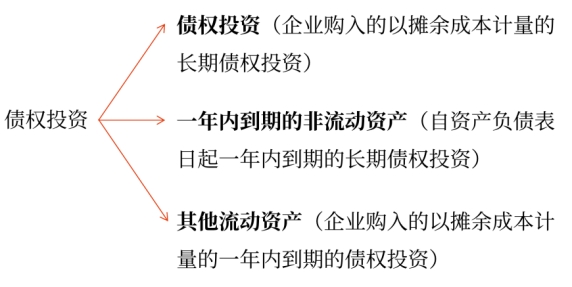 债权投资
债权投资（企业购入的以摊余成本计量的
长期债权投资）
一年内到期的非流动资产（自资产负债表
日起一年内到期的长期债权投资）
其他流动资产（企业购入的以摊余成本计
量的一年内到期的债权投资）